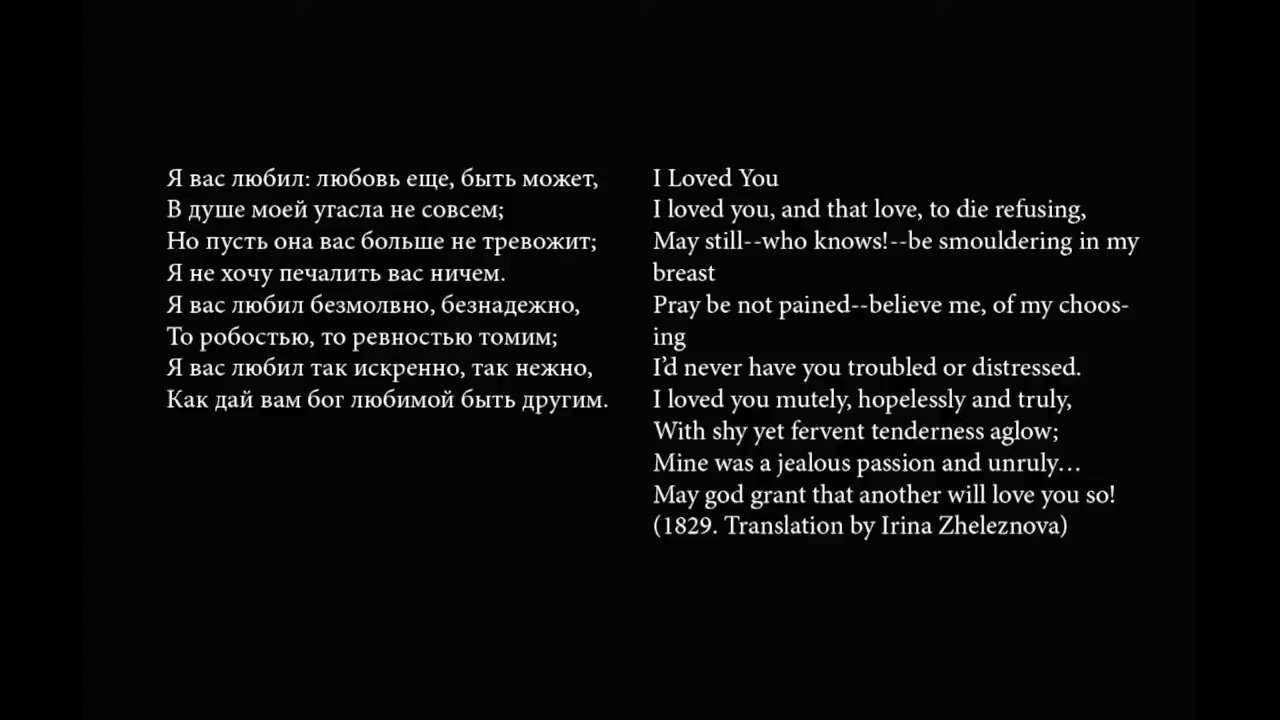 Я вас любил: любовь еще, быть может,
В душе моей угасла не совсем;
Но пусть она вас больше не тревожит;
Я не хочу печалить вас ничем.
Я вас любил безмолвно, безнадежно,
То робостью, то ревностью томим;
Я вас любил так искренно, так нежно,
Как дай вам бог любимой быть другим.
I Loved You
I loved you, and that love, to die refusing,
May still--who knows!--be smouldering in my
breast
Pray be not pained--believe me, of my choos-
ing
I’d never have you troubled or distressed.
I loved you mutely, hopelessly and truly,
With shy yet fervent tenderness aglow;
Mine was a jealous passion and unruly…
May god grant that another will love you so!
(1829. Translation by Irina Zheleznova)